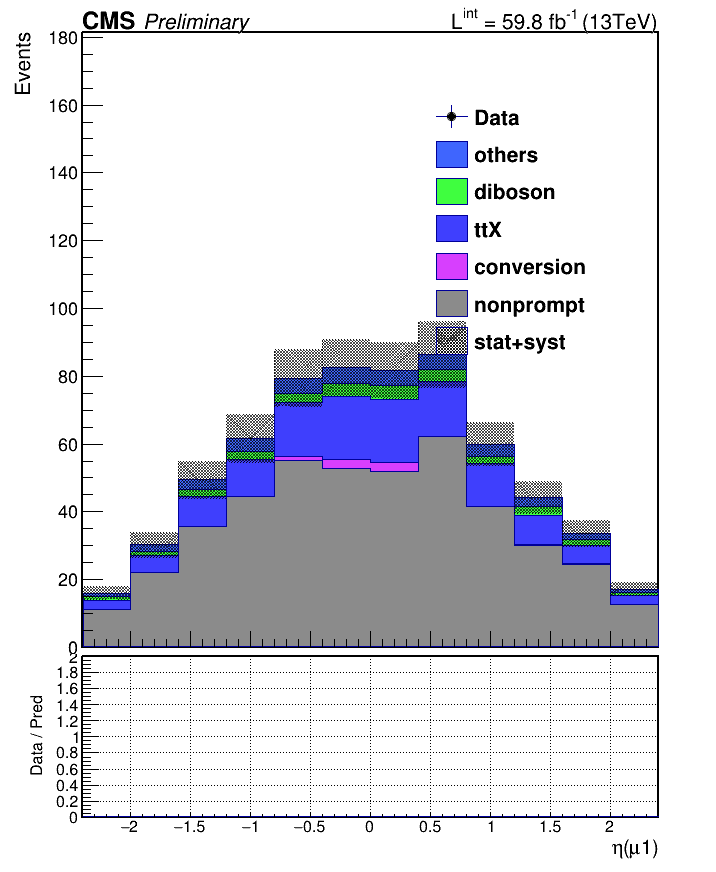 CMS Preliminary L^int = 59.8 fb^-1 (13TeV)
Events
180
160
140
120
100
80
60
40
20
0
Data
others
diboson
ttX
conversion
nonprompt
stat+syst
Data / Pred
2
1.8
1.6
1.4
1.2
1
0.8
0.6
0.4
0.2
0
−2 −1.5 −1 −0.5 0 0.5 1 1.5 2
η(μ1)